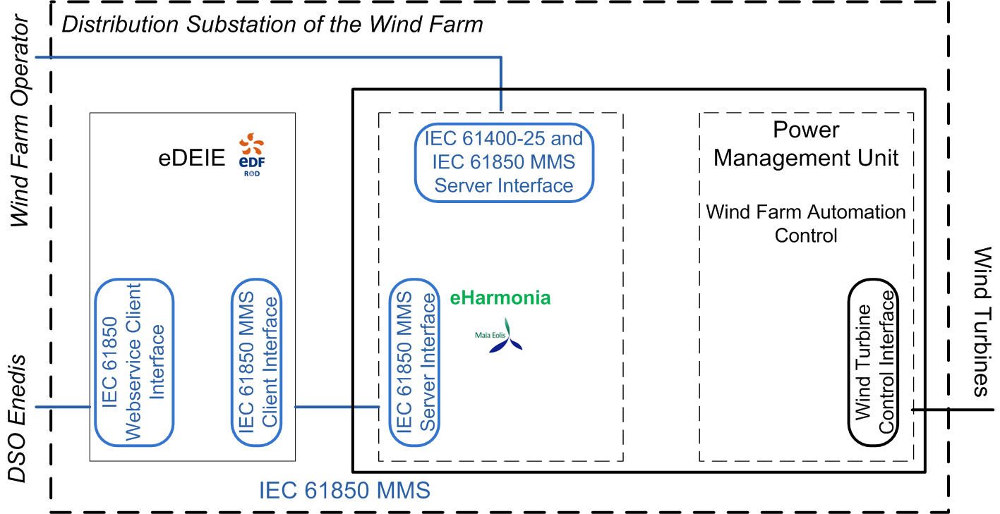 Distribution Substation of the Wind Farm
Wind Farm Operator
DSO Enedis
eDEIE
eDF
R&D
IEC 61850
Webservice Client
Interface
IEC 61850 MMS
Client Interface
IEC 61400-25 and
IEC 61850 MMS
Server Interface
IEC 61850 MMS
Server Interface
eHarmonia
Maïa Eolis
Power
Management Unit
Wind Farm Automation
Control
Wind Turbine
Control Interface
Wind Turbines
IEC 61850 MMS